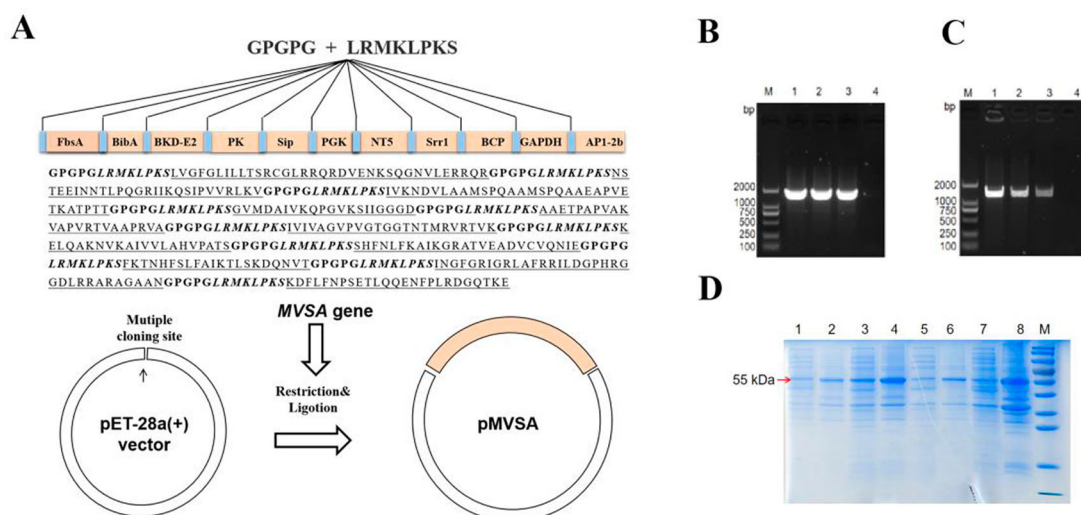 A
GPGPG + LRMKLPKS
FbsA BibA BKD-E2 PK Sip PGK NT5 Srr1 BCP GAPDH AP1-2b
GPGPGLRMKLPKSLVGFGLILLTSRCGLRRQRDVENKSQGNVLERRQRGPGPGLRMKLPKSNS
TEEINNTLPQGRIIKQSIPVVRLKVGPGPGLRMKLPKSIVKNDVLAAMSPQAAMSPQAAEAPVE
TKATPTTGPGPGLRMKLPKSGVMDAIVKQPGVKSIIGGGDGPGPGLRMKLPKSAAETPAPVAK
VAPVRTVAAPRVAGPGPGLRMKLPKSIVIVAGVPVGTGGTNTMRVRTVKGPGPGLRMKLPKSK
ELQAKNVKAIVVLAHVPATSGPGPGLRMKLPKSSHFNLFKAIKGRATVEADVCVQNIEGPGPG
LRMKLPKSFKTNHFSLFAIKTLSKDQNVTGPGPGLRMKLPKSINGFGRIGRLAFRRILDGPHRG
GDLRRARAGAANGPGPGLRMKLPKSKDFLFNPSETLQQENFPLRDGQTKE
Mutiple
cloning site
pET-28a(+)
vector
MVSA gene
Restriction&
Ligotion
pMVSA
B
M 1 2 3 4
bp
2000
1000
750
500
250
100
C
M 1 2 3 4
bp
2000
1000
750
500
250
100
D
1 2 3 4 5 6 7 8 M
55 kDa